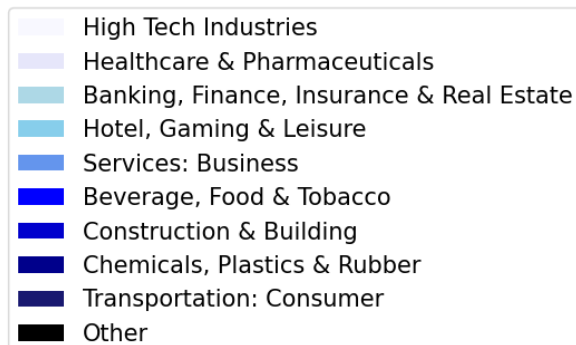 High Tech Industries
Healthcare & Pharmaceuticals
Banking, Finance, Insurance & Real Estate
Hotel, Gaming & Leisure
Services: Business
Beverage, Food & Tobacco
Construction & Building
Chemicals, Plastics & Rubber
Transportation: Consumer
Other